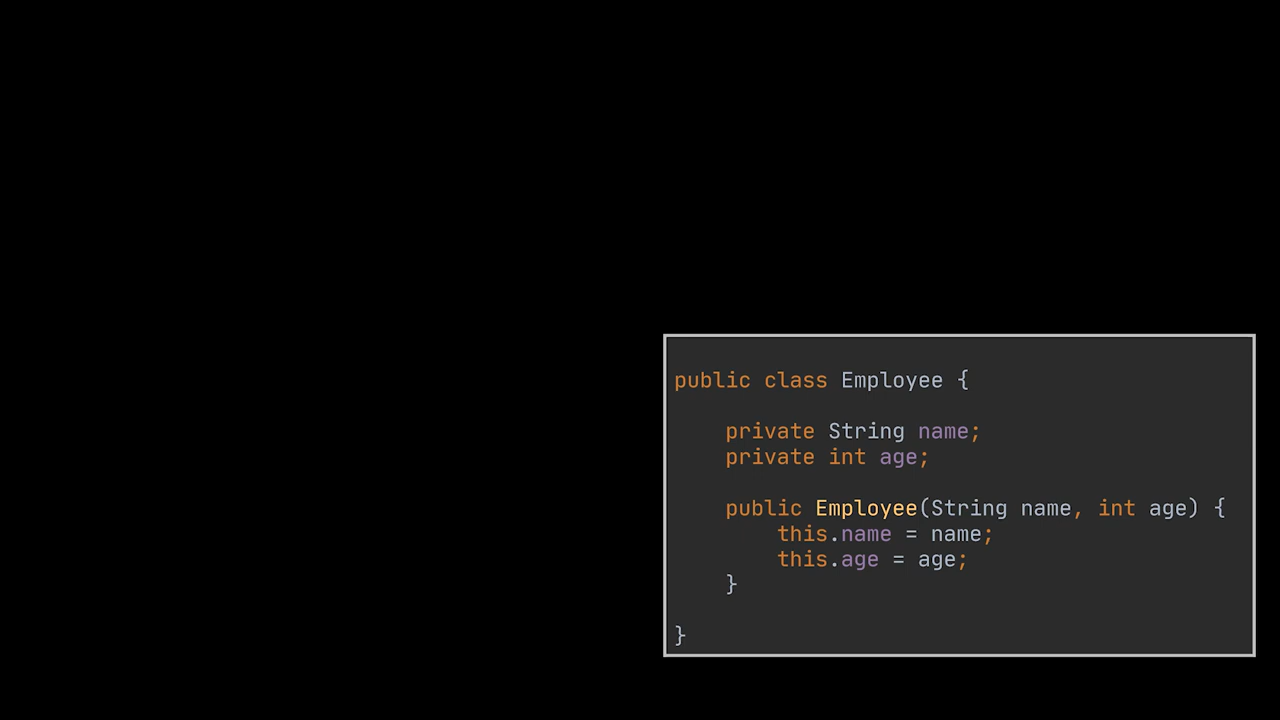 public class Employee {
private String name;
private int age;
public Employee(String name, int age) {
this.name = name;
this.age = age;
}
}